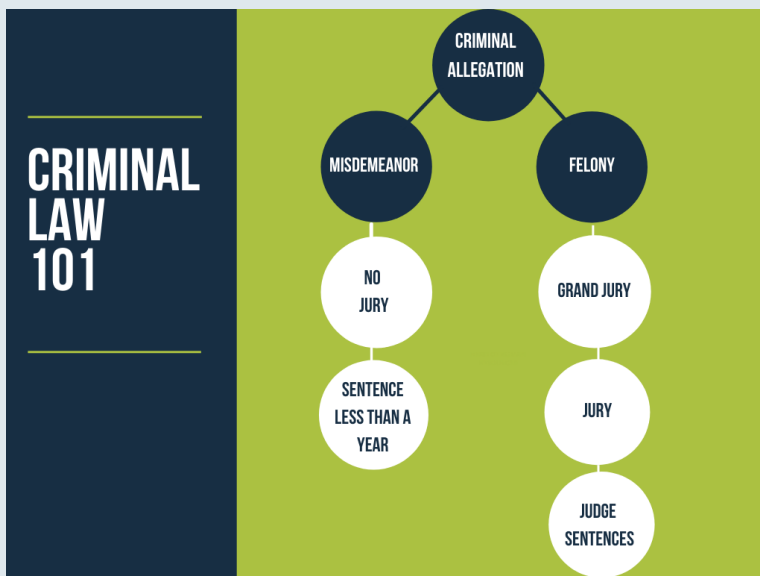 CRIMINAL
LAW
101
CRIMINAL
ALLEGATION
MISDEMEANOR
FELONY
NO
JURY
GRAND JURY
SENTENCE
LESS THAN A
YEAR
JURY
JUDGE
SENTENCES